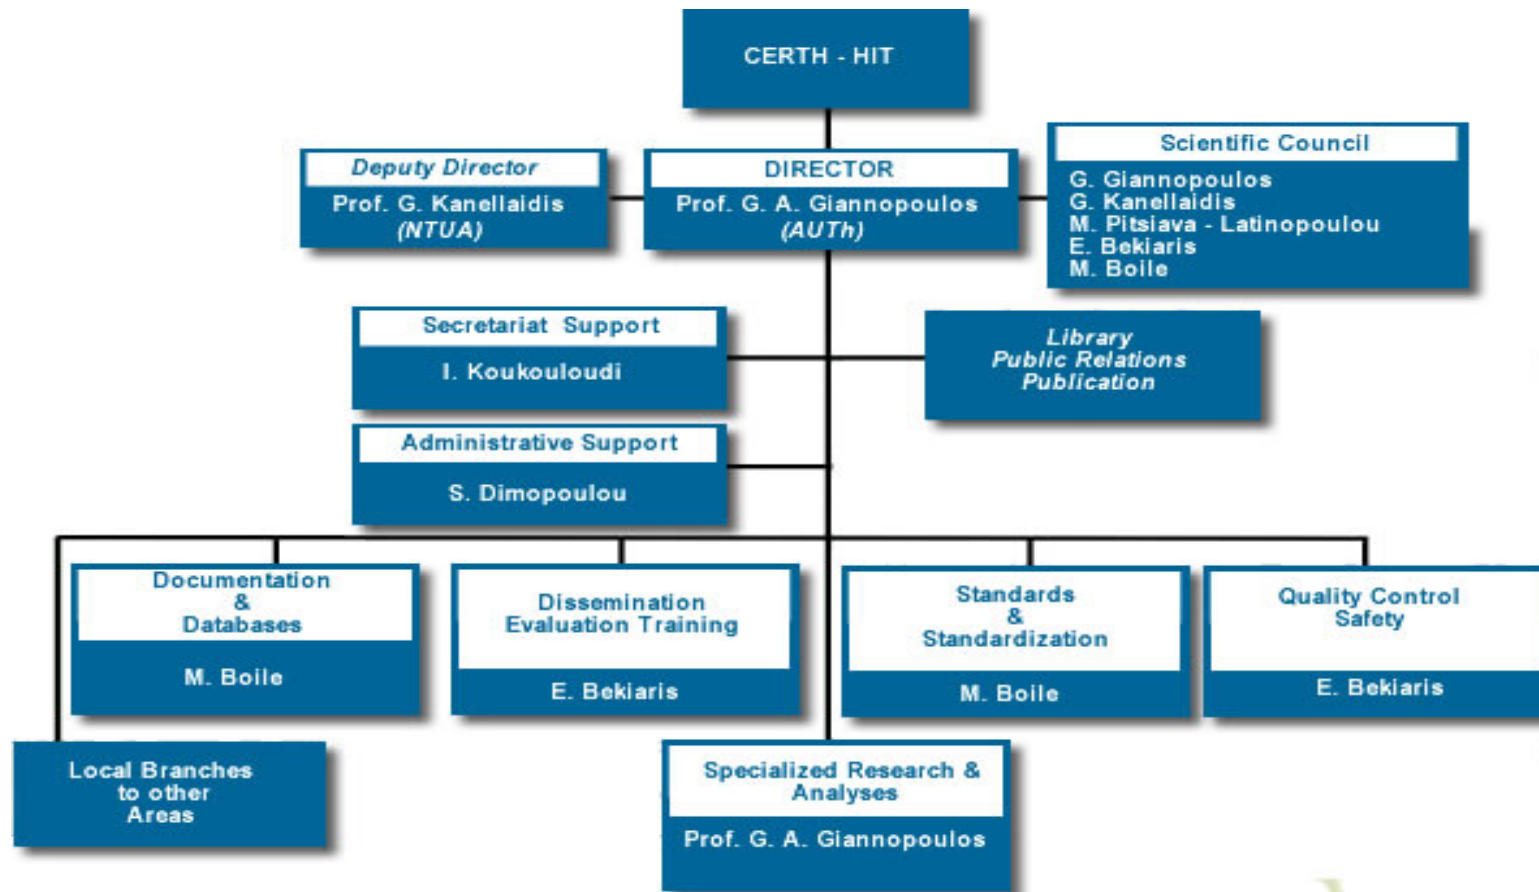 CERTH - HIT
Deputy Director
Prof. G. Kanellaidis
(NTUA)
DIRECTOR
Prof. G. A. Giannopoulos
(AUTh)
Scientific Council
G. Giannopoulos
G. Kanellaidis
M. Pitsiava - Latinopoulou
E. Bekiaris
M. Boile
Secretariat Support
I. Koukouloudi
Library
Public Relations
Publication
Administrative Support
S. Dimopoulou
Documentation
&
Databases
M. Boile
Dissemination
Evaluation Training
E. Bekiaris
Standards
&
Standardization
M. Boile
Quality Control
Safety
E. Bekiaris
Local Branches
to other
Areas
Specialized Research &
Analyses
Prof. G. A. Giannopoulos